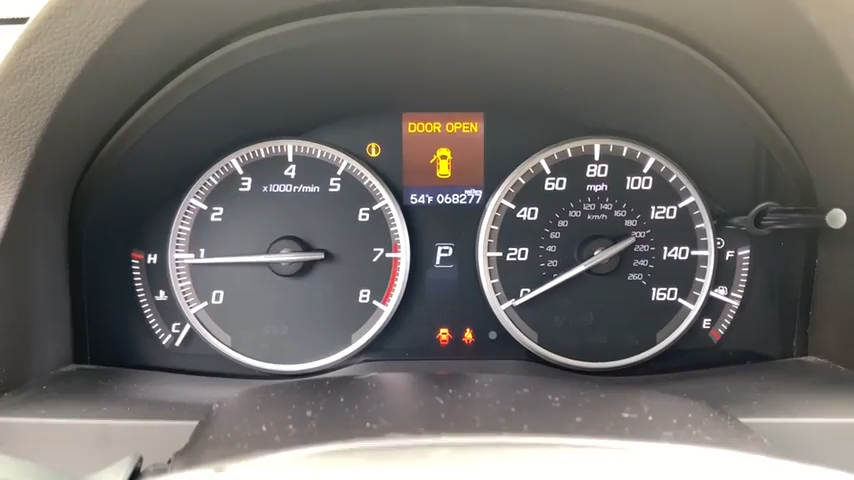 DOOR OPEN
miles
54°F 068277
P
0
1
2
3
4
5
6
7
8
x1000r/min
H
C
0
20
40
60
80
100
120
140
160
mph
20
40
60
80
100
120
140
160
180
200
220
240
260
km/h
F
E